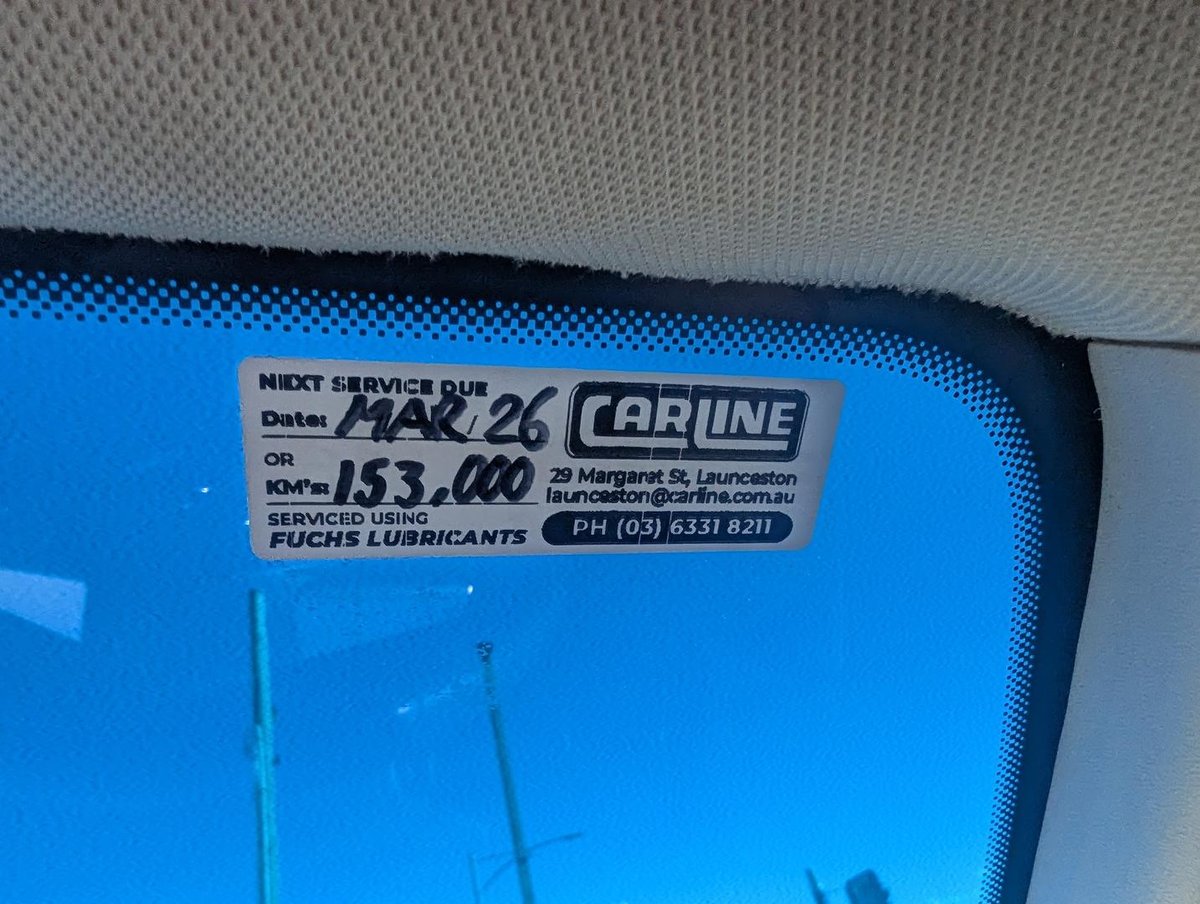 NEXT SERVICE DUE
Date: MAR / 26
OR
KM's: 153,000
SERVICED USING
FUCHS LUBRICANTS
CARLINE
29 Margaret St, Launceston
launceston@carline.com.au
PH (03) 6331 8211